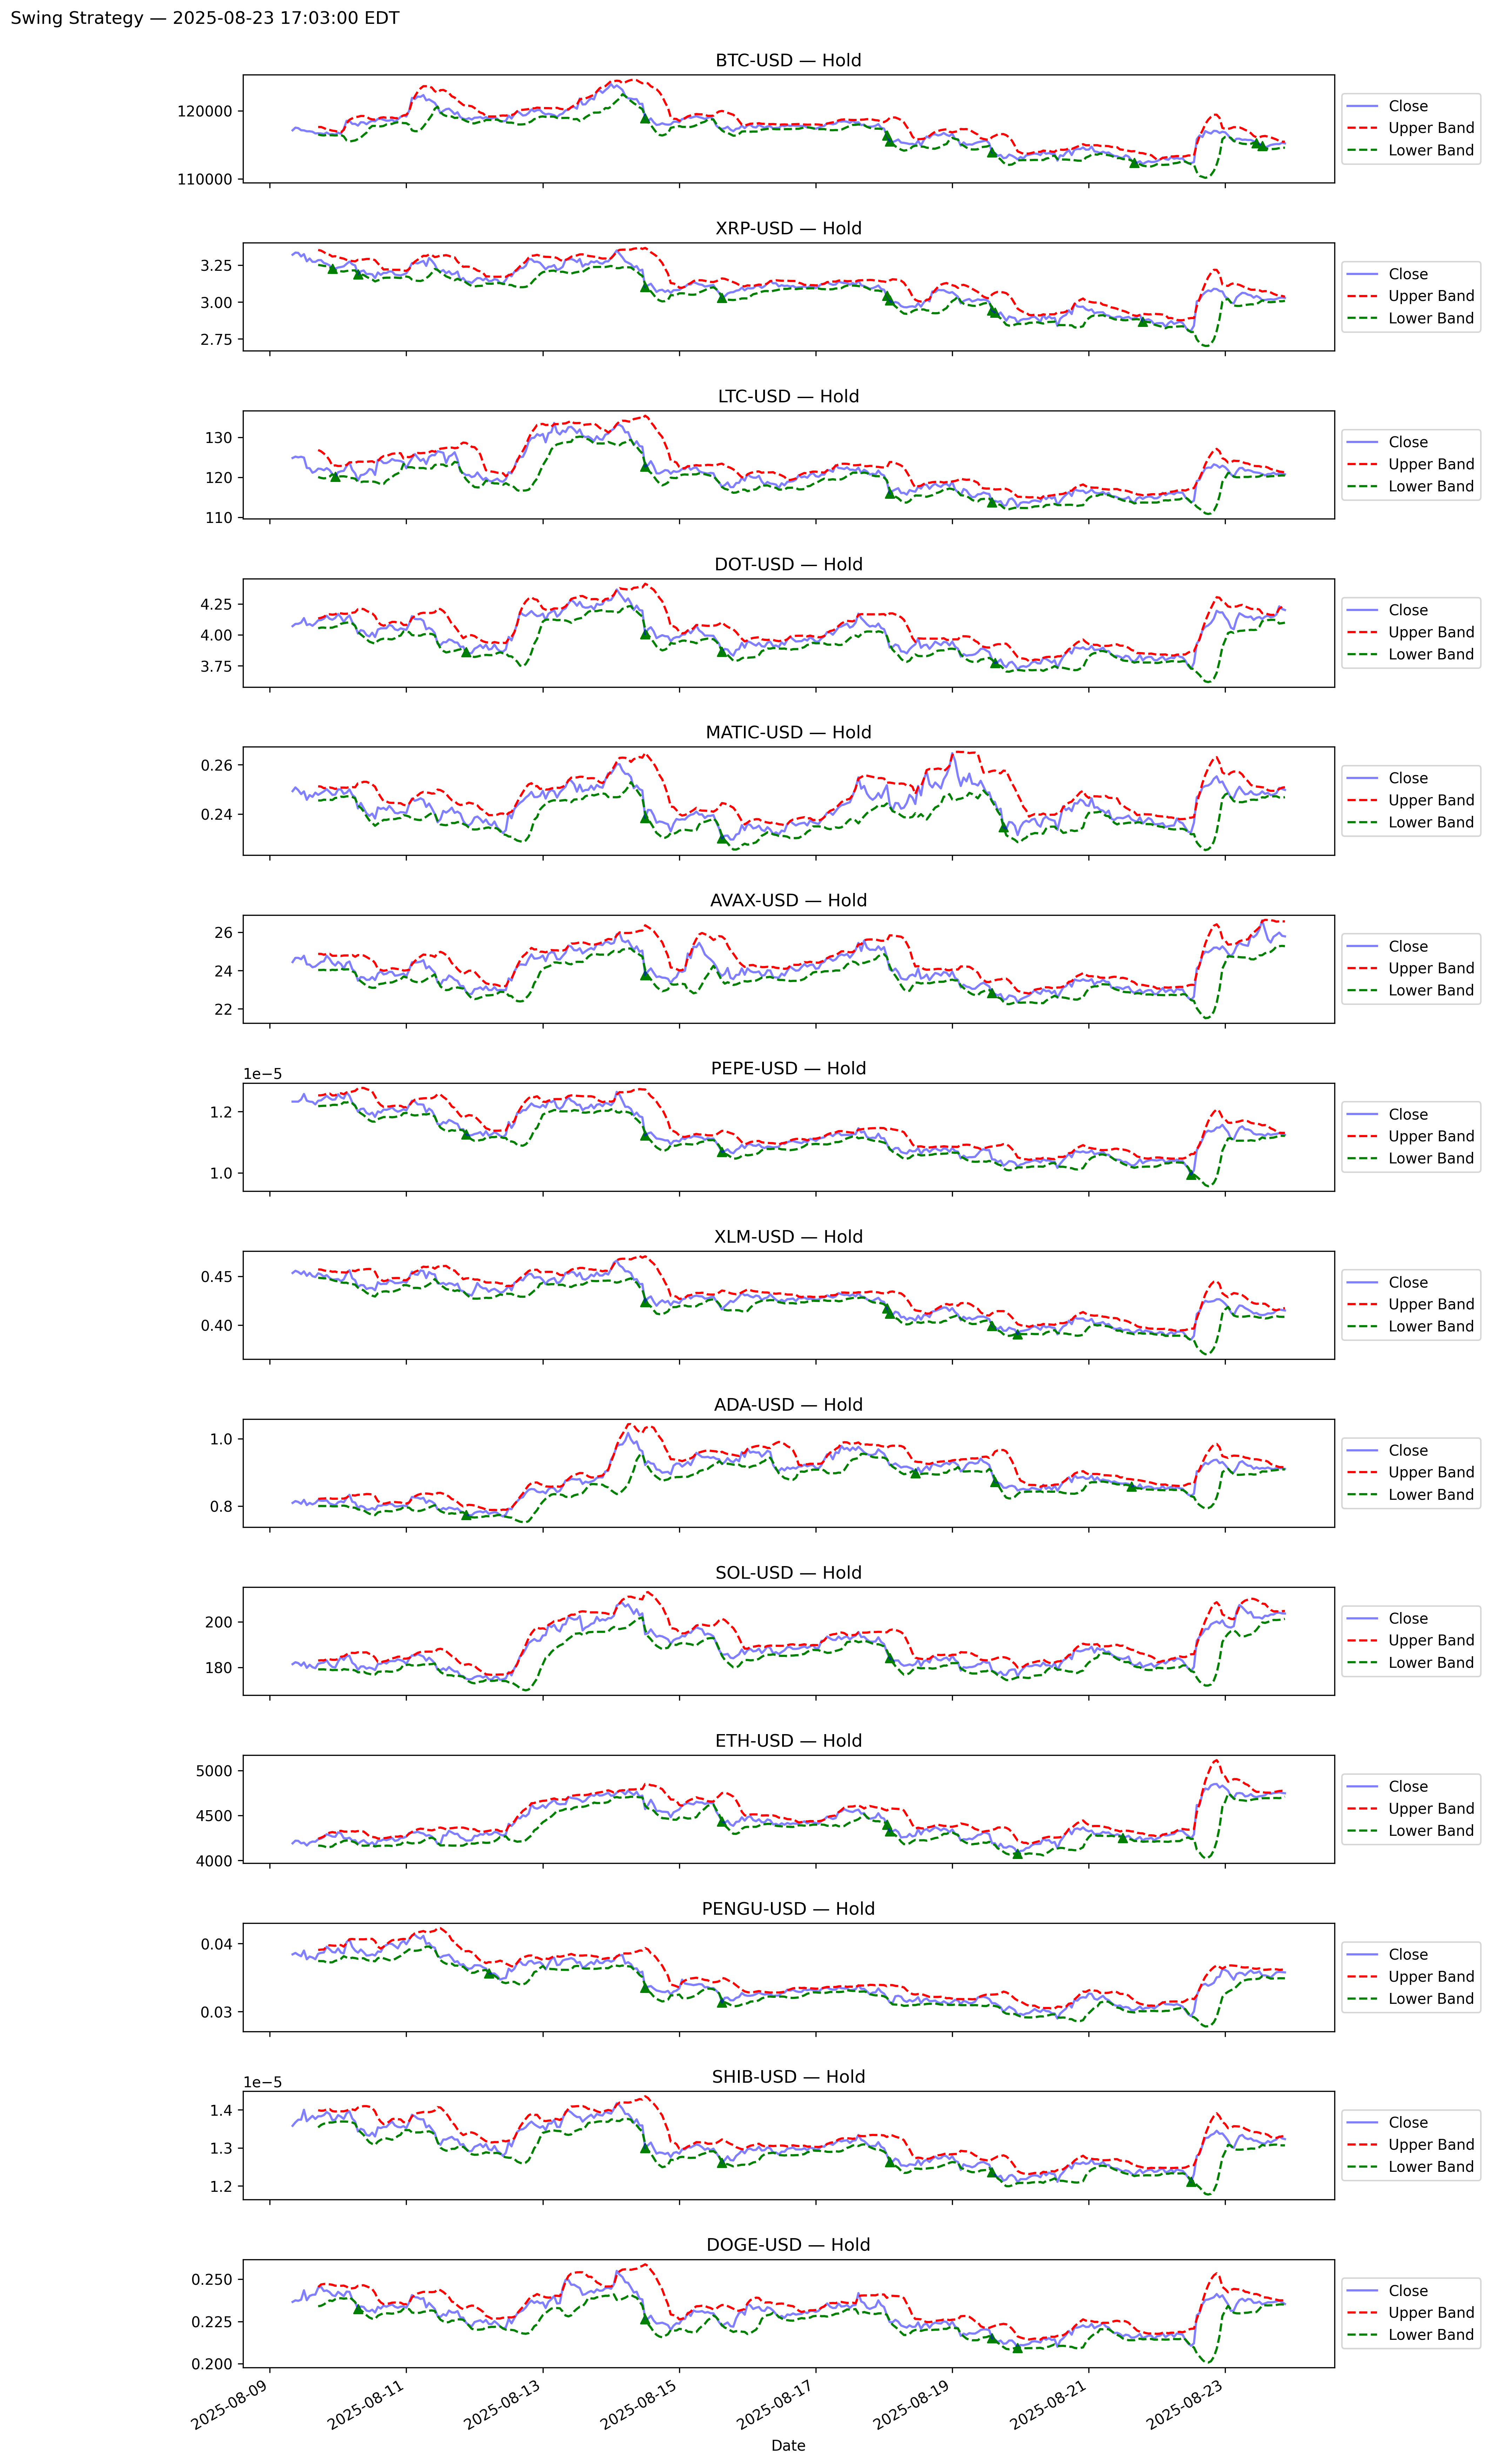 Swing Strategy — 2025-08-23 17:03:00 EDT
BTC-USD — Hold
120000
110000
Close
Upper Band
Lower Band
XRP-USD — Hold
3.25
3.00
2.75
Close
Upper Band
Lower Band
LTC-USD — Hold
130
120
110
Close
Upper Band
Lower Band
DOT-USD — Hold
4.25
4.00
3.75
Close
Upper Band
Lower Band
MATIC-USD — Hold
0.26
0.24
Close
Upper Band
Lower Band
AVAX-USD — Hold
26
24
22
Close
Upper Band
Lower Band
PEPE-USD — Hold
1e−5
1.2
1.0
Close
Upper Band
Lower Band
XLM-USD — Hold
0.45
0.40
Close
Upper Band
Lower Band
ADA-USD — Hold
1.0
0.8
Close
Upper Band
Lower Band
SOL-USD — Hold
200
180
Close
Upper Band
Lower Band
ETH-USD — Hold
5000
4500
4000
Close
Upper Band
Lower Band
PENGU-USD — Hold
0.04
0.03
Close
Upper Band
Lower Band
SHIB-USD — Hold
1e−5
1.4
1.3
1.2
Close
Upper Band
Lower Band
DOGE-USD — Hold
0.250
0.225
0.200
Close
Upper Band
Lower Band
2025-08-09
2025-08-11
2025-08-13
2025-08-15
2025-08-17
2025-08-19
2025-08-21
2025-08-23
Date